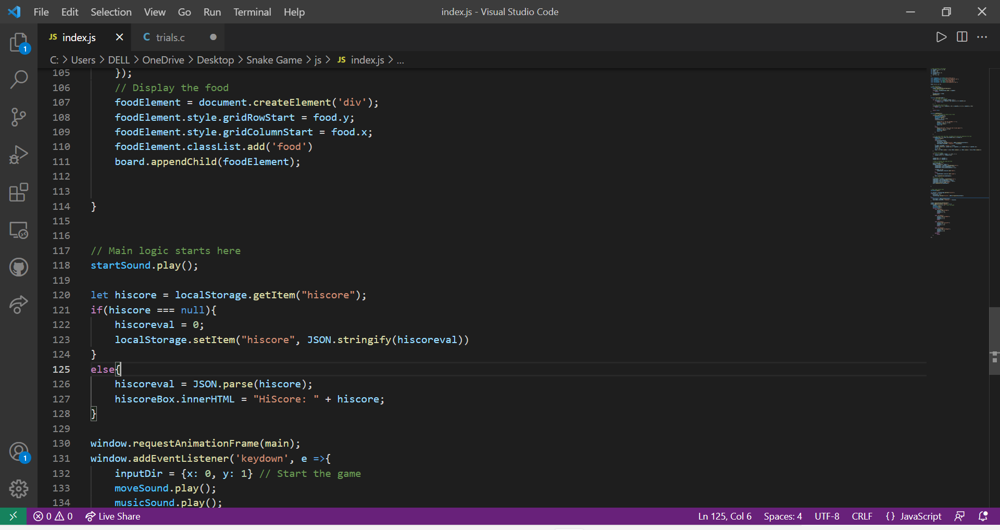 File Edit Selection View Go Run Terminal Help
index.js - Visual Studio Code
JS index.js
C trials.c
C: > Users > DELL > OneDrive > Desktop > Snake Game > js > JS index.js > ...
105 });
106 // Display the food
107 foodElement = document.createElement('div');
108 foodElement.style.gridRowStart = food.y;
109 foodElement.style.gridColumnStart = food.x;
110 foodElement.classList.add('food')
111 board.appendChild(foodElement);
112
113
114 }
115
116
117 // Main logic starts here
118 startSound.play();
119
120 let hiscore = localStorage.getItem("hiscore");
121 if(hiscore === null){
122 hiscoreval = 0;
123 localStorage.setItem("hiscore", JSON.stringify(hiscoreval))
124 }
125 else{
126 hiscoreval = JSON.parse(hiscore);
127 hiscoreBox.innerHTML = "HiScore: " + hiscore;
128 }
129
130 window.requestAnimationFrame(main);
131 window.addEventListener('keydown', e =>{
132 inputDir = {x: 0, y: 1} // Start the game
133 moveSound.play();
134 musicSound.play();
1
1
0 0 Live Share
Ln 125, Col 6 Spaces: 4 UTF-8 CRLF {} JavaScript